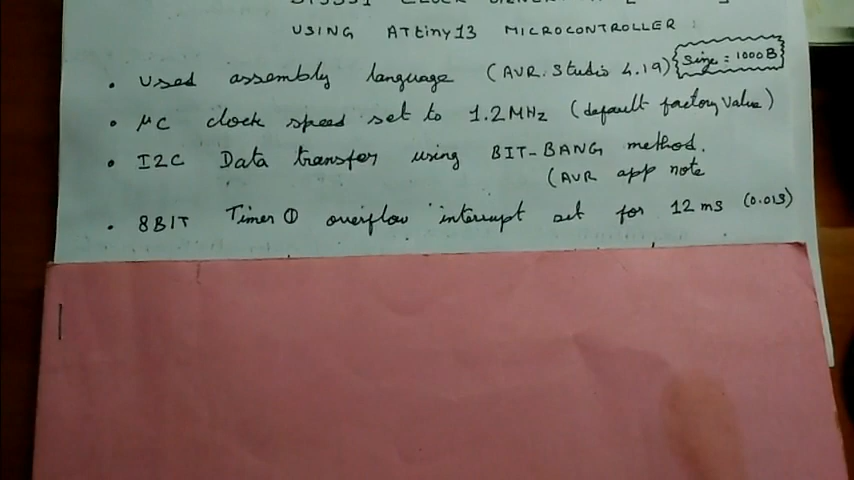 USING ATtiny13 MICROCONTROLLER
• Used assembly language (AVR.Studio 4.19) Size = 1000B
• µC clock speed set to 1.2MHz (default factory value)
• I2C Data transfer using BIT-BANG method.
(AVR app note
• 8BIT Timer 0 overflow interrupt set for 12ms (0.013)